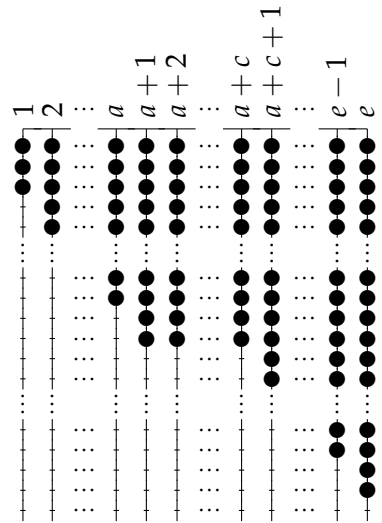 1
2
⋯
a
a + 1
a + 2
⋯
a + c
a + c + 1
⋯
e − 1
e